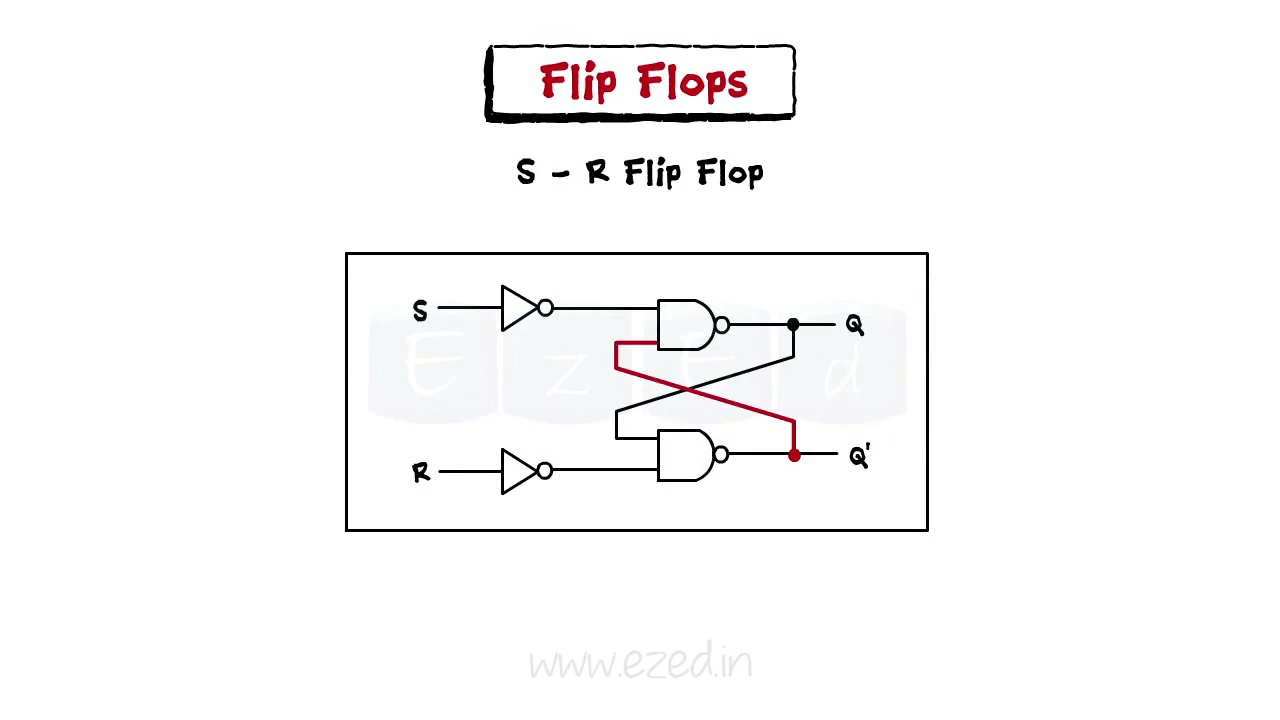 Flip Flops
S - R Flip Flop
S
Q
E z E d
R
Q'
www.ezed.in